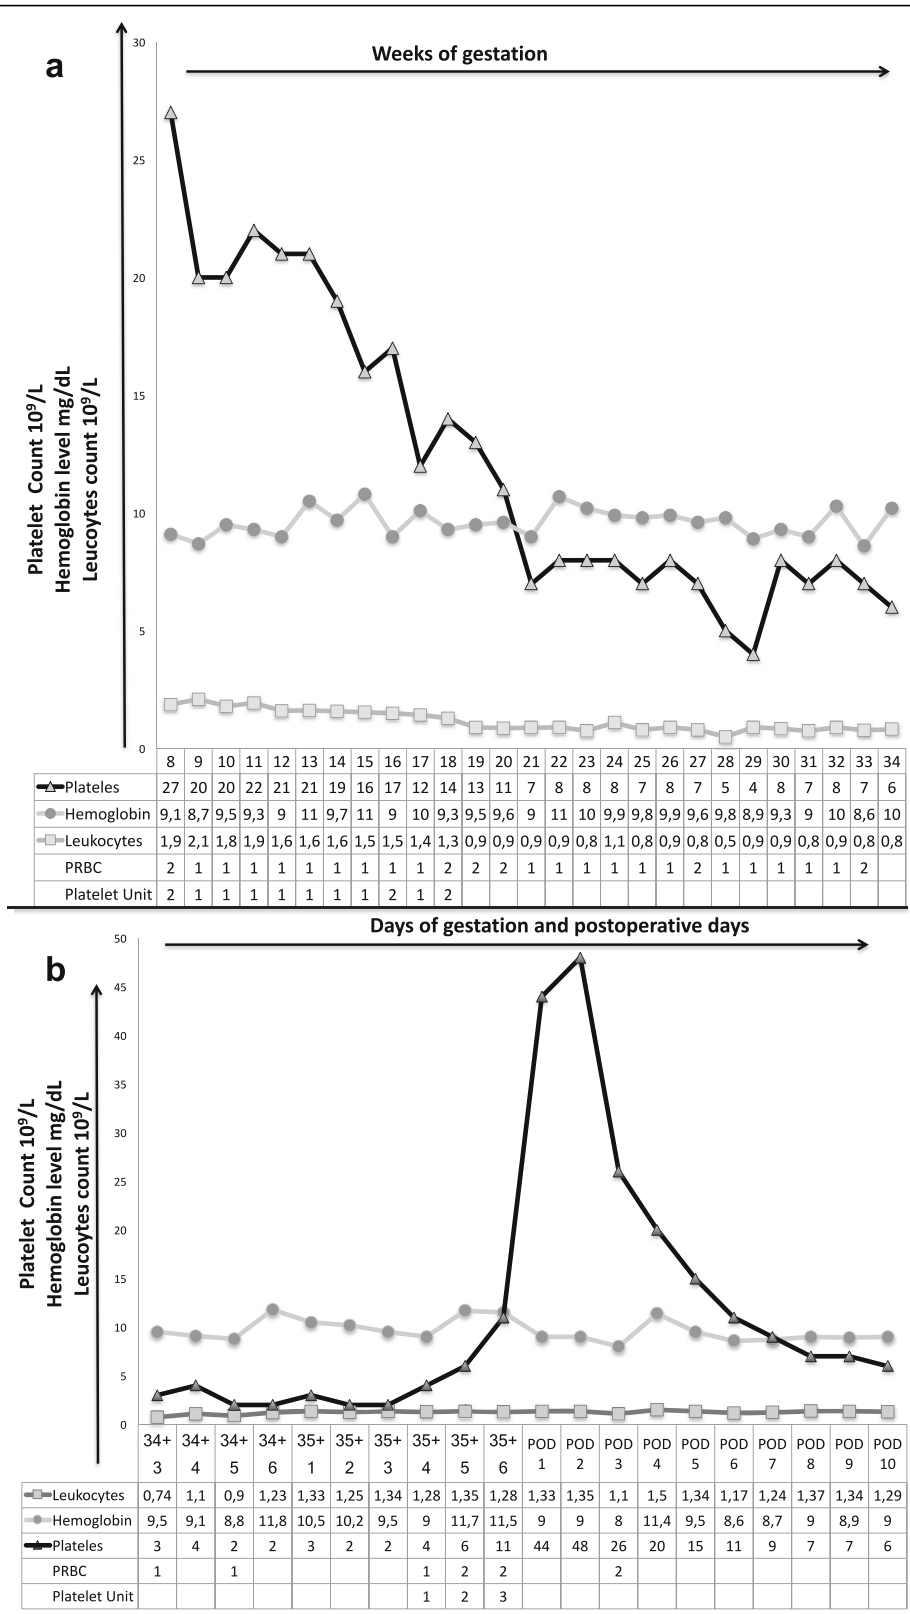 a
Weeks of gestation
Platelet Count 10⁹/L
Hemoglobin level mg/dL
Leucoytes count 10⁹/L
30
25
20
15
10
5
0
8 9 10 11 12 13 14 15 16 17 18 19 20 21 22 23 24 25 26 27 28 29 30 31 32 33 34
Plateles 27 20 20 22 21 21 19 16 17 12 14 13 11 7 8 8 8 7 8 7 5 4 8 7 8 7 6
Hemoglobin 9,1 8,7 9,5 9,3 9 11 9,7 11 9 10 9,3 9,5 9,6 9 11 10 9,9 9,8 9,9 9,6 9,8 8,9 9,3 9 10 8,6 10
Leukocytes 1,9 2,1 1,8 1,9 1,6 1,6 1,6 1,5 1,5 1,4 1,3 0,9 0,9 0,9 0,9 0,8 1,1 0,8 0,9 0,8 0,5 0,9 0,9 0,8 0,9 0,8 0,8
PRBC 2 1 1 1 1 1 1 1 1 1 2 2 2 1 1 1 1 1 1 2 1 1 1 1 1 2
Platelet Unit 2 1 1 1 1 1 1 1 2 1 2
b
Days of gestation and postoperative days
Platelet Count 10⁹/L
Hemoglobin level mg/dL
Leucoytes count 10⁹/L
50
45
40
35
30
25
20
15
10
5
0
34+ 34+ 34+ 34+ 35+ 35+ 35+ 35+ 35+ 35+ POD POD POD POD POD POD POD POD POD POD
3 4 5 6 1 2 3 4 5 6 1 2 3 4 5 6 7 8 9 10
Leukocytes 0,74 1,1 0,9 1,23 1,33 1,25 1,34 1,28 1,35 1,28 1,33 1,35 1,1 1,5 1,34 1,17 1,24 1,37 1,34 1,29
Hemoglobin 9,5 9,1 8,8 11,8 10,5 10,2 9,5 9 11,7 11,5 9 9 8 11,4 9,5 8,6 8,7 9 8,9 9
Plateles 3 4 2 2 3 2 2 4 6 11 44 48 26 20 15 11 9 7 7 6
PRBC 1 1 1 2 2 2
Platelet Unit 1 2 3